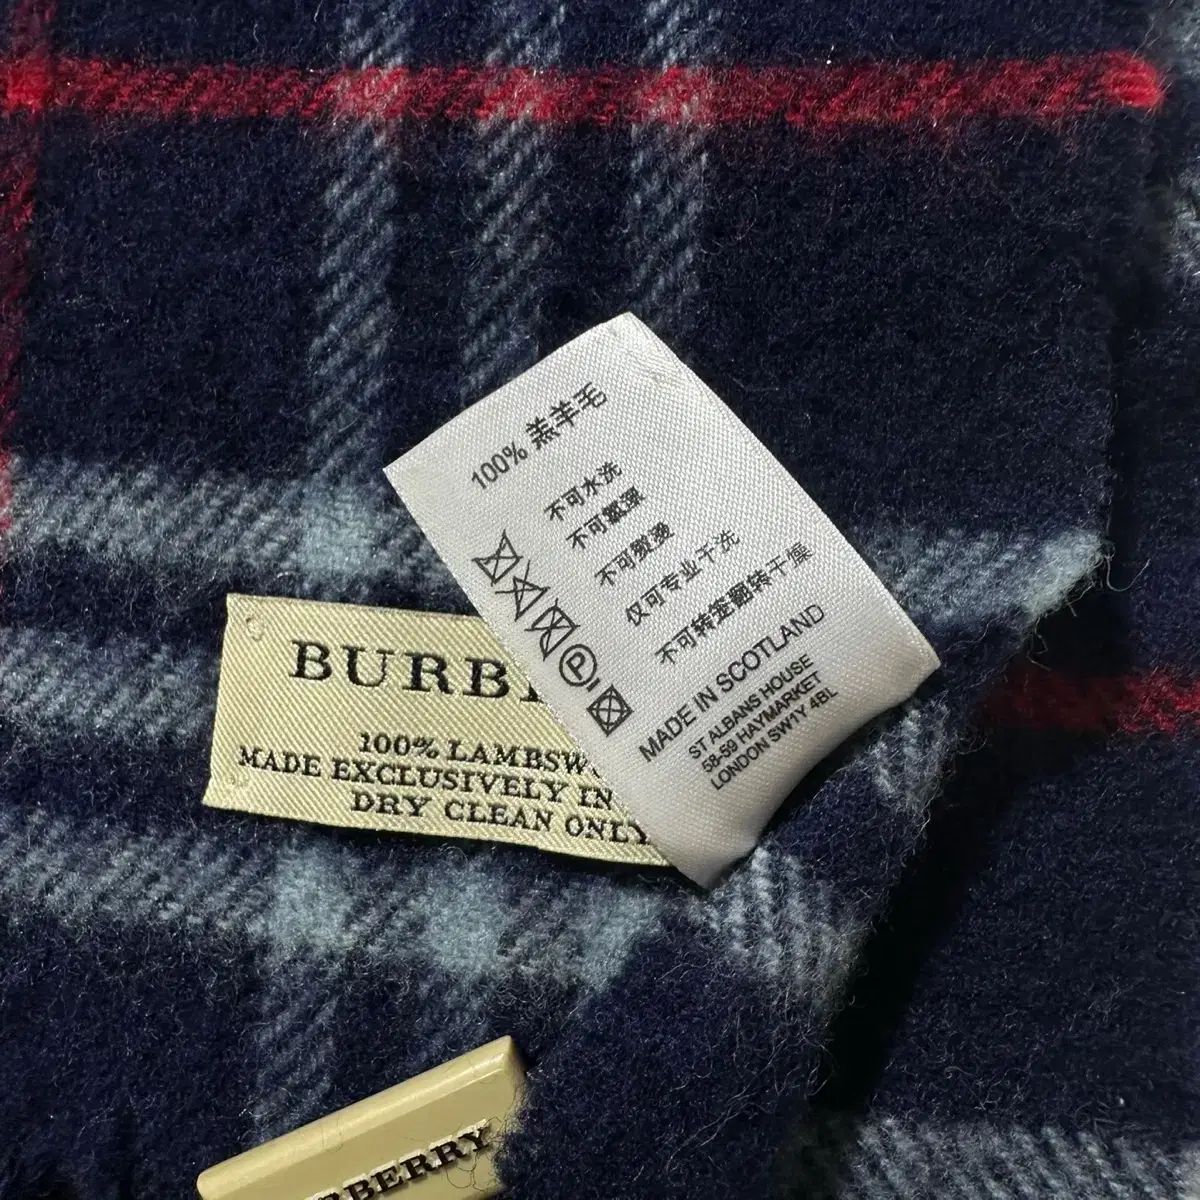 100% 羔羊毛
不可水洗
不可氯漂
不可熨烫
仅可专业干洗
不可转笼翻转干燥
P
MADE IN SCOTLAND
ST ALBANS HOUSE
58-59 HAYMARKET
LONDON SW1Y 4BL
BURB
100% LAMBSW
MADE EXCLUSIVELY IN
DRY CLEAN ONLY
RBERRY